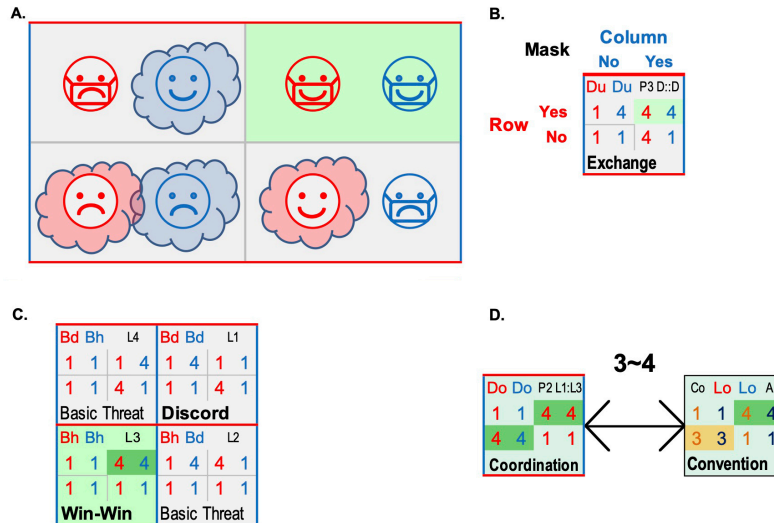 A.
B.
Column
Mask
No Yes
Du Du P3 D::D
Row
Yes
1 4 4 4
No
1 1 4 1
Exchange
C.
Bd Bh L4
1 1 1 4
1 1 4 1
Basic Threat
Bd Bd L1
1 4 1 1
1 1 4 1
Discord
Bh Bh L3
1 1 4 4
1 1 1 1
Win-Win
Bh Bd L2
1 4 4 1
1 1 1 1
Basic Threat
D.
3~4
Do Do P2 L1:L3
1 1 4 4
4 4 1 1
Coordination
Co Lo Lo A
1 1 4 4
3 3 1 1
Convention